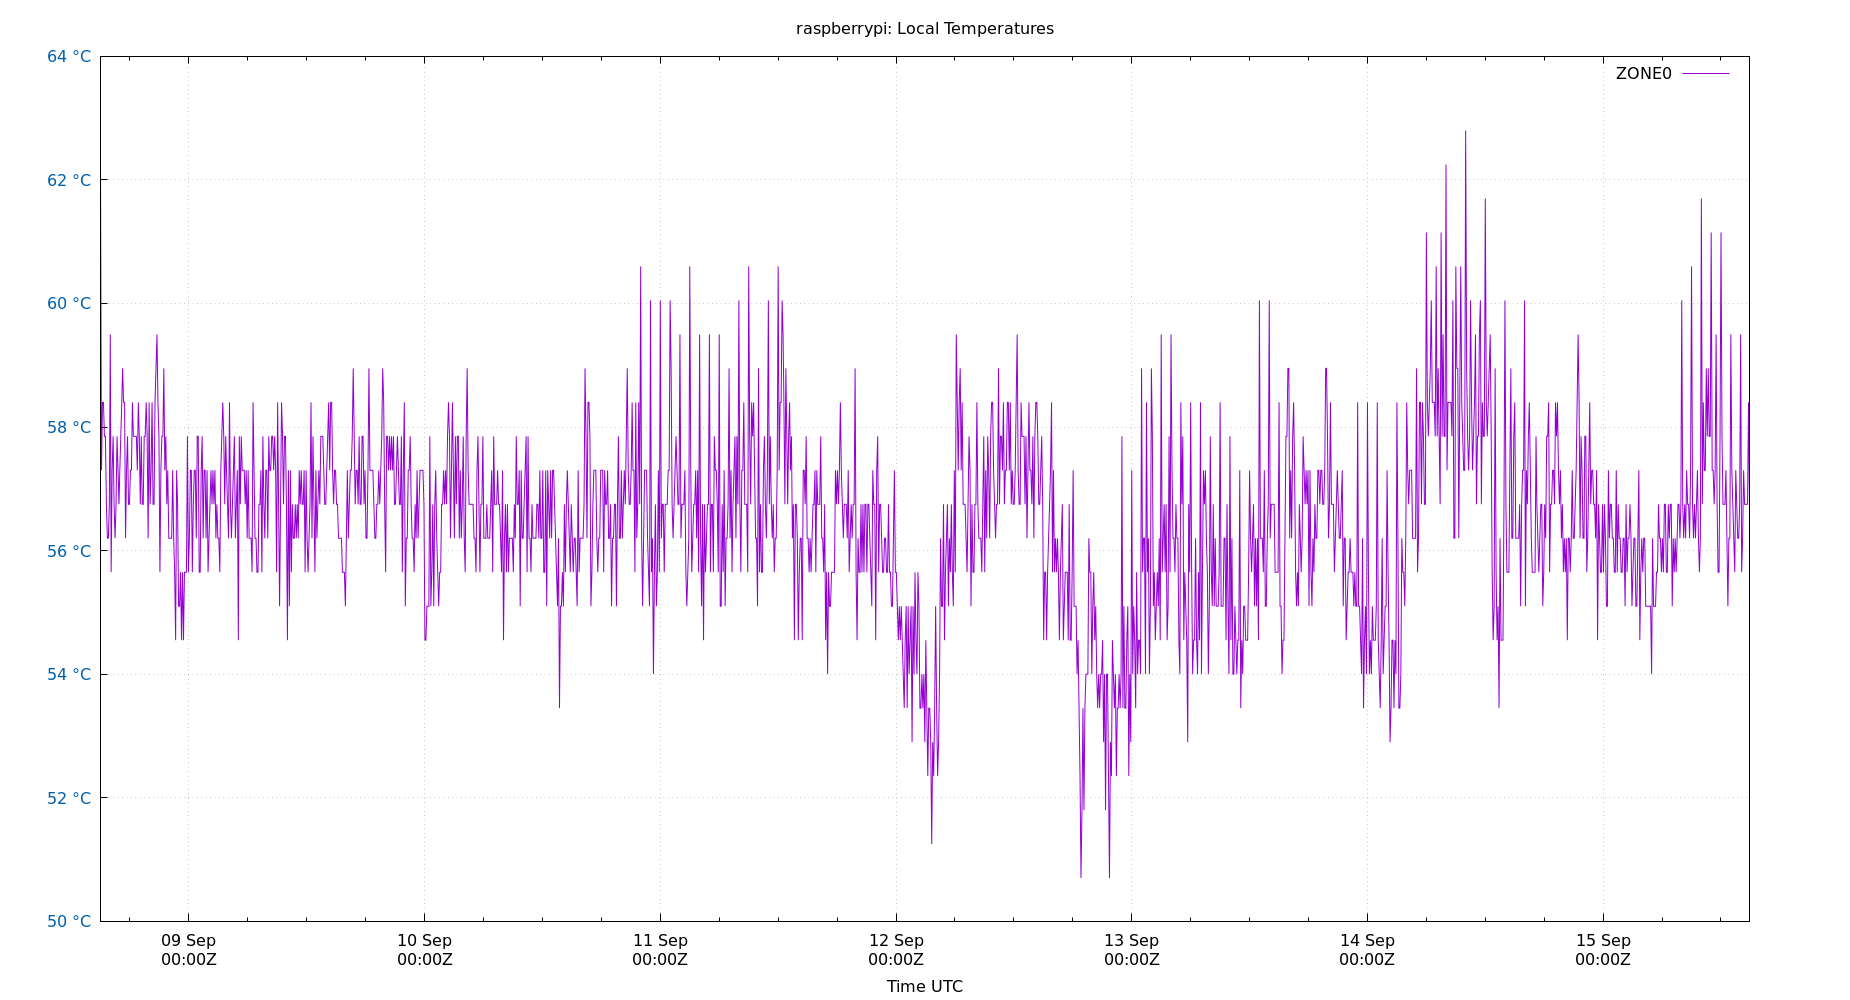 raspberrypi: Local Temperatures
64 °C
ZONE0
62 °C
60 °C
58 °C
56 °C
54 °C
52 °C
50 °C
09 Sep 10 Sep 11 Sep 12 Sep 13 Sep 14 Sep 15 Sep
00:00Z 00:00Z 00:00Z 00:00Z 00:00Z 00:00Z 00:00Z
Time UTC